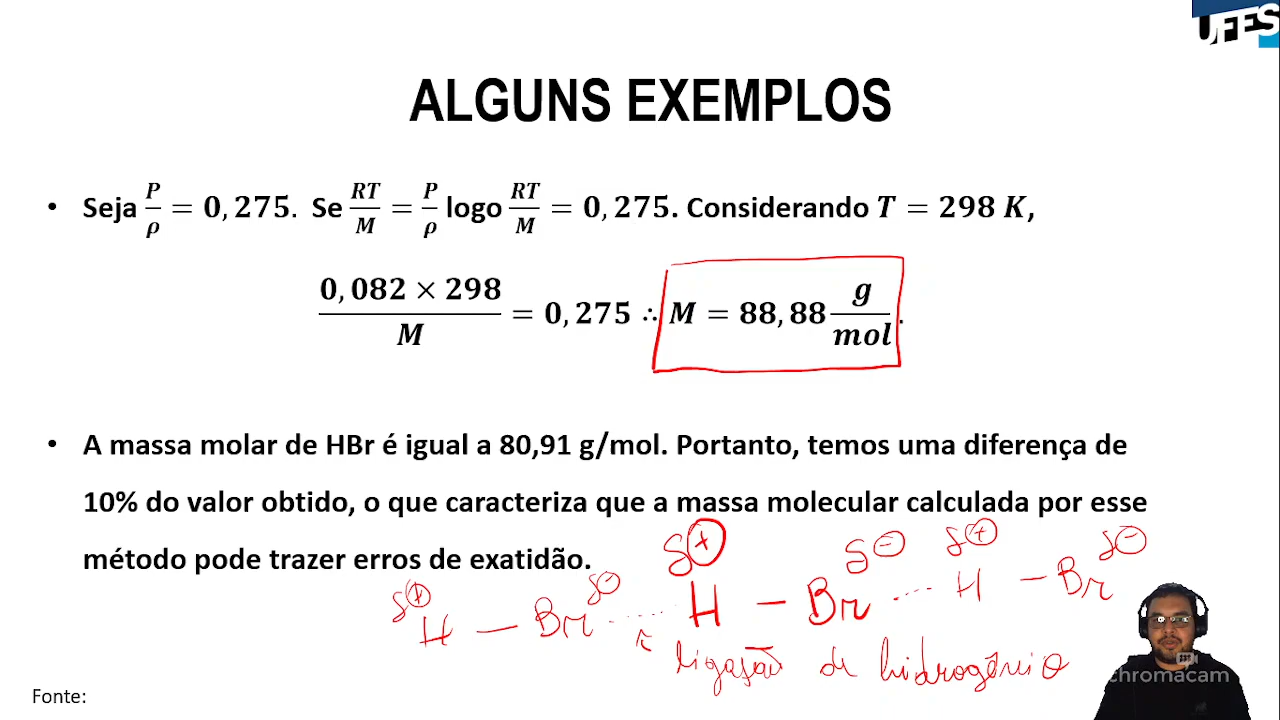 UFES
ALGUNS EXEMPLOS
• Seja P/ρ = 0,275. Se RT/M = P/ρ logo RT/M = 0,275. Considerando T = 298 K,
0,082 × 298 / M = 0,275 ∴ M = 88,88 g/mol.
• A massa molar de HBr é igual a 80,91 g/mol. Portanto, temos uma diferença de
10% do valor obtido, o que caracteriza que a massa molecular calculada por esse
método pode trazer erros de exatidão.
δ+ δ− δ+ δ− δ+ δ−
H — Br ...... H — Br ..... H — Br
ligação de hidrogênio
chromacam
Fonte: